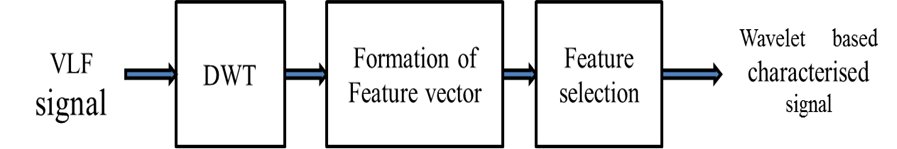 VLF
signal
DWT
Formation of
Feature vector
Feature
selection
Wavelet based
characterised
signal